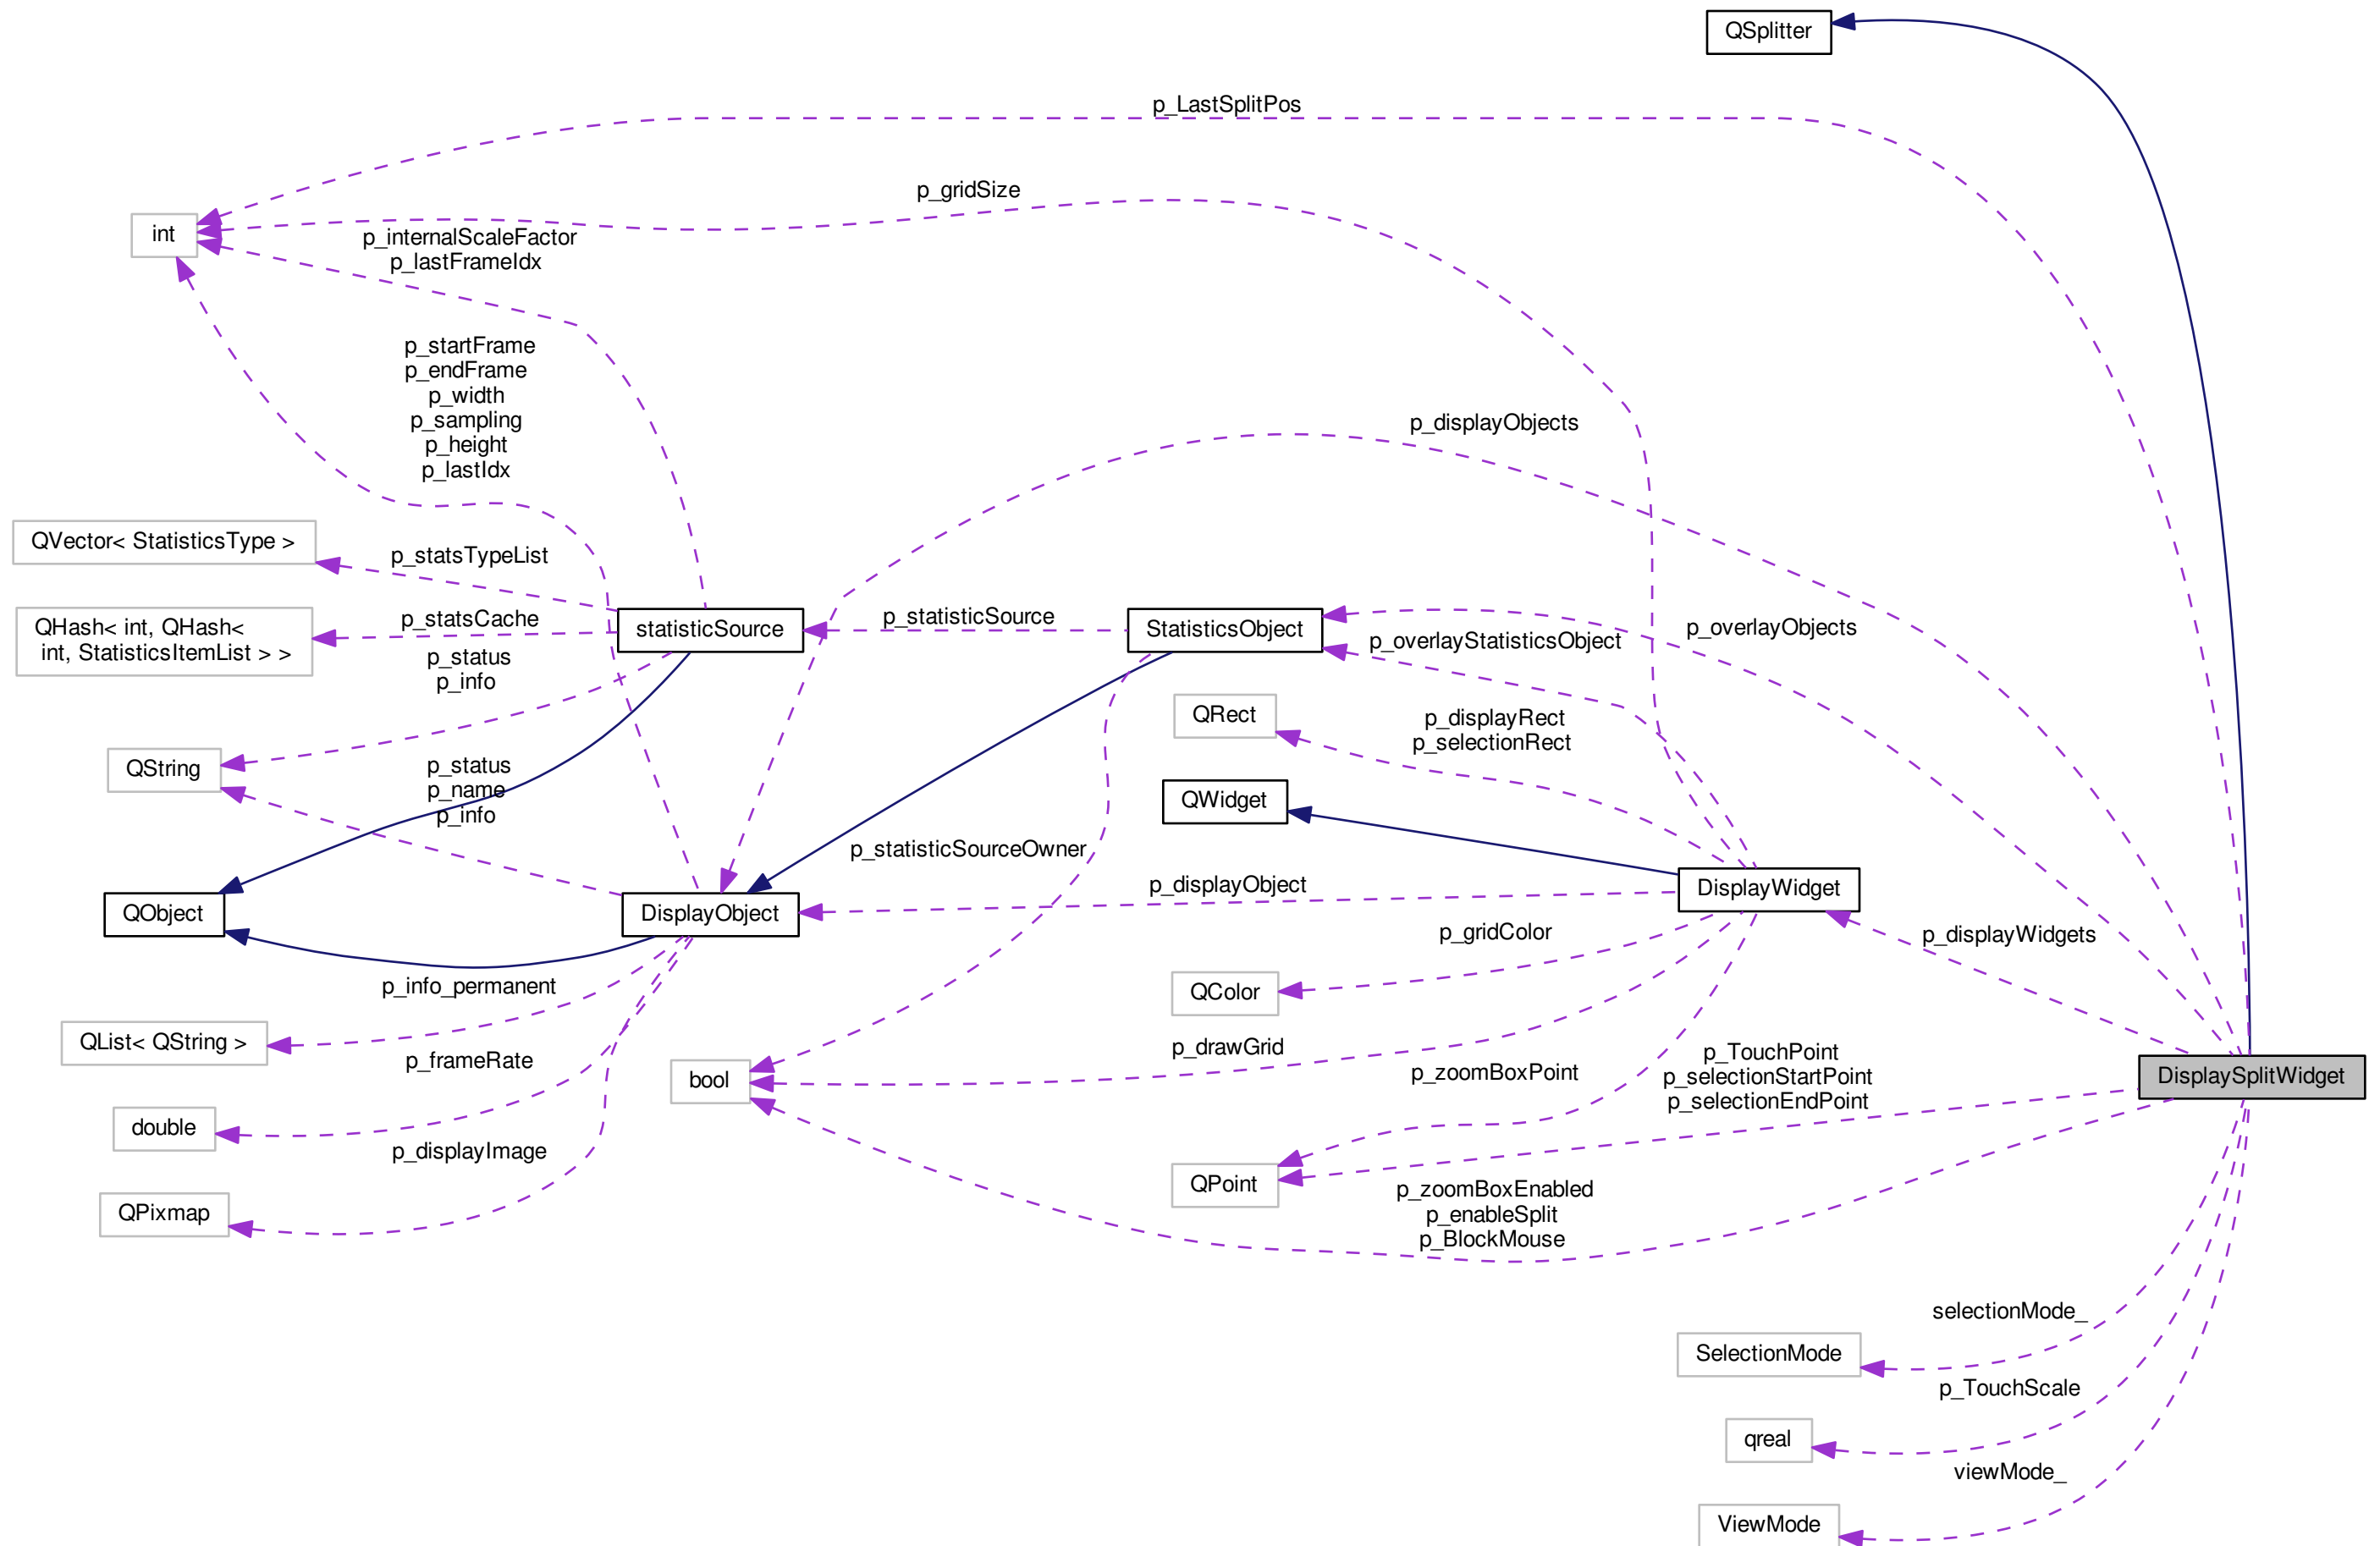 QSplitter
p_LastSplitPos
p_gridSize
int
p_internalScaleFactor
p_lastFrameIdx
p_startFrame
p_endFrame
p_width
p_sampling
p_height
p_lastIdx
p_displayObjects
QVector< StatisticsType >
p_statsTypeList
QHash< int, QHash<
int, StatisticsItemList > >
p_statsCache
statisticSource
p_statisticSource
StatisticsObject
p_overlayObjects
p_overlayStatisticsObject
p_status
p_info
QRect
p_displayRect
p_selectionRect
QString
p_status
p_name
p_info
QWidget
p_statisticSourceOwner
QObject
DisplayObject
p_displayObject
DisplayWidget
p_gridColor
p_displayWidgets
p_info_permanent
QColor
QList< QString >
p_frameRate
bool
p_drawGrid
p_zoomBoxPoint
p_TouchPoint
p_selectionStartPoint
p_selectionEndPoint
DisplaySplitWidget
double
p_displayImage
QPoint
QPixmap
p_zoomBoxEnabled
p_enableSplit
p_BlockMouse
selectionMode_
SelectionMode
p_TouchScale
qreal
viewMode_
ViewMode